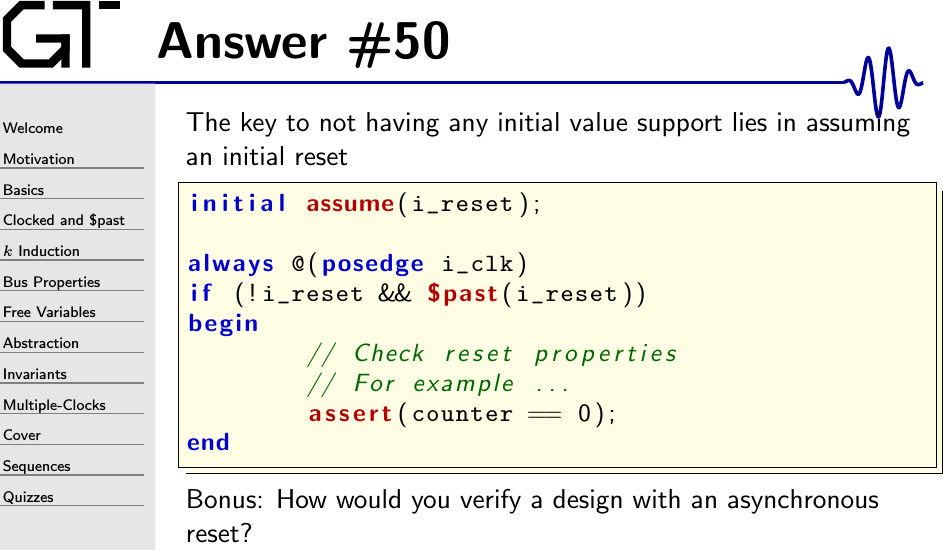 GT
Answer #50
Welcome
Motivation
Basics
Clocked and $past
k Induction
Bus Properties
Free Variables
Abstraction
Invariants
Multiple-Clocks
Cover
Sequences
Quizzes
The key to not having any initial value support lies in assuming
an initial reset
initial assume(i_reset);
always @(posedge i_clk)
if (!i_reset && $past(i_reset))
begin
// Check reset properties
// For example ...
assert(counter == 0);
end
Bonus: How would you verify a design with an asynchronous
reset?